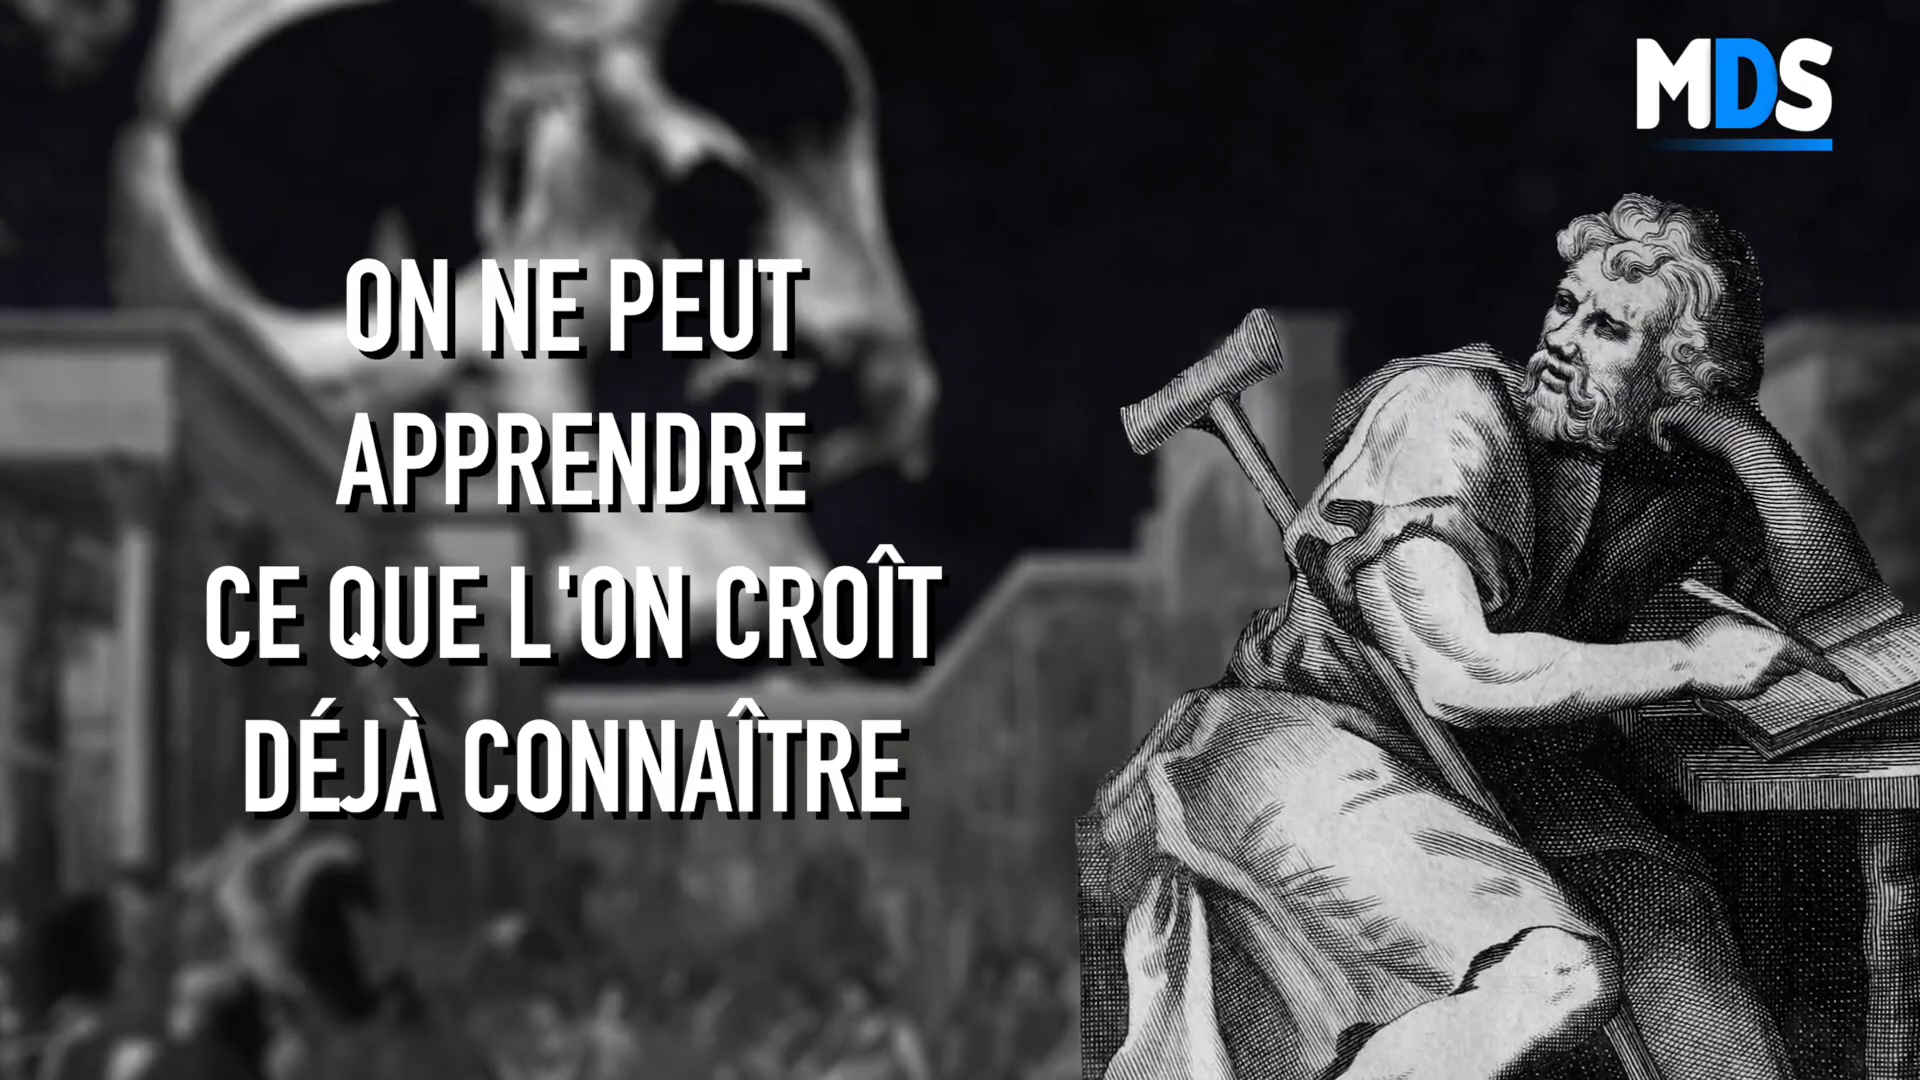 MDS
ON NE PEUT
APPRENDRE
CE QUE L'ON CROÎT
DÉJÀ CONNAÎTRE